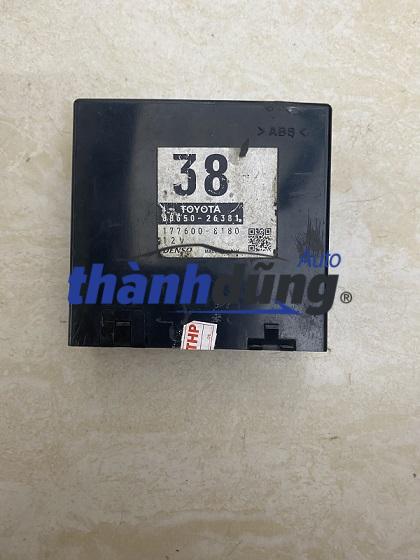 >ABS<
38
TOYOTA
88650-26381
177600-8180
12V
DENSO
Auto
thànhdũng®
THP